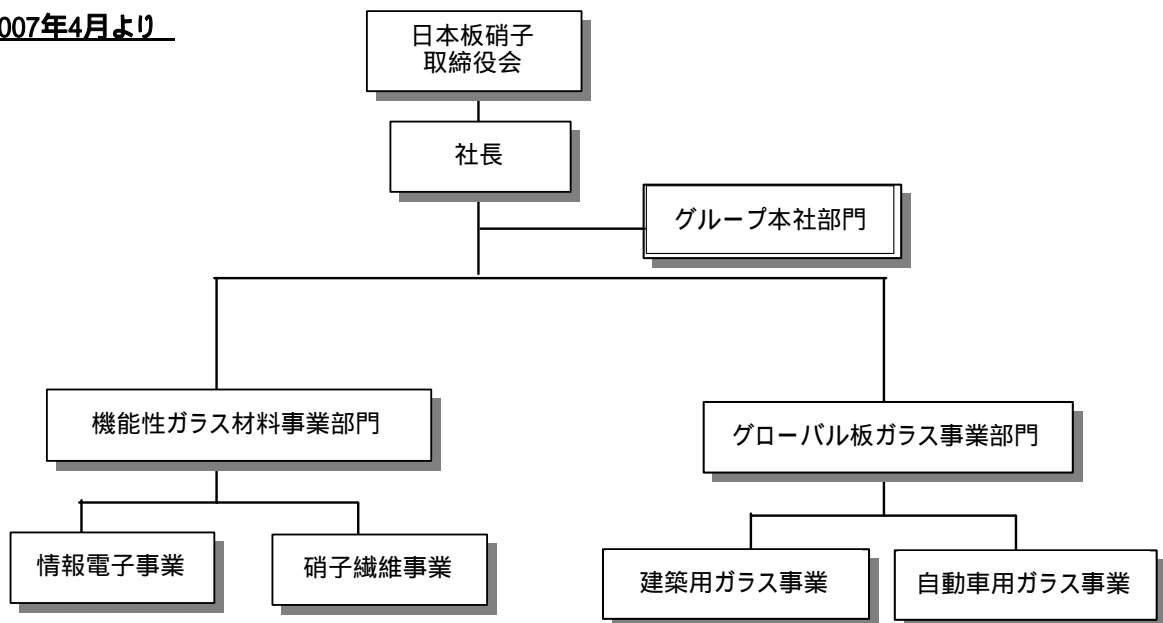 007年4月より
日本板硝子
取締役会
社長
グループ本社部門
機能性ガラス材料事業部門
グローバル板ガラス事業部門
情報電子事業
硝子繊維事業
建築用ガラス事業
自動車用ガラス事業